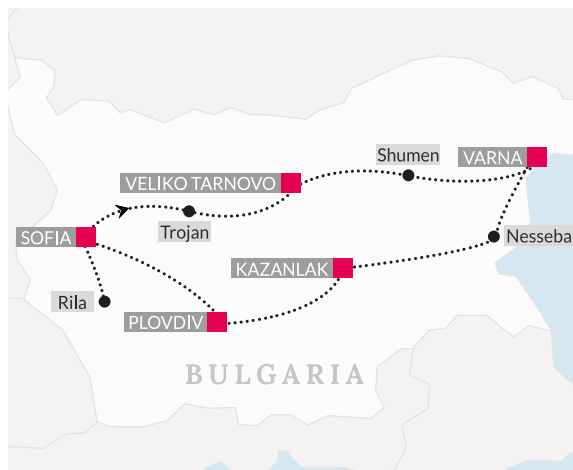 Shumen
VARNA
VELIKO TARNOVO
Trojan
SOFIA
Nesseba
KAZANLAK
Rila
PLOVDIV
BULGARIA